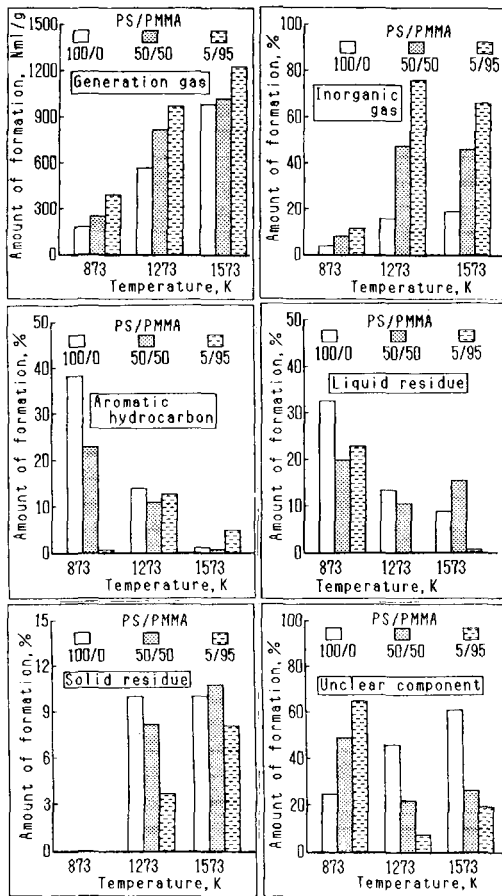 PS/PMMA
100/0 50/50 5/95
Generation gas
Amount of formation, Nml/g
1500
1200
900
600
300
0
873 1273 1573
Temperature, K
PS/PMMA
100/0 50/50 5/95
Inorganic gas
Amount of formation, %
100
80
60
40
20
0
873 1273 1573
Temperature, K
PS/PMMA
100/0 50/50 5/95
Aromatic
hydrocarbon
Amount of formation, %
50
40
30
20
10
0
873 1273 1573
Temperature, K
PS/PMMA
100/0 50/50 5/95
Liquid residue
Amount of formation, %
50
40
30
20
10
0
873 1273 1573
Temperature, K
PS/PMMA
100/0 50/50 5/95
Solid residue
Amount of formation, %
15
12
9
6
3
0
873 1273 1573
Temperature, K
PS/PMMA
100/0 50/50 5/95
Unclear component
Amount of formation, %
100
80
60
40
20
0
873 1273 1573
Temperature, K